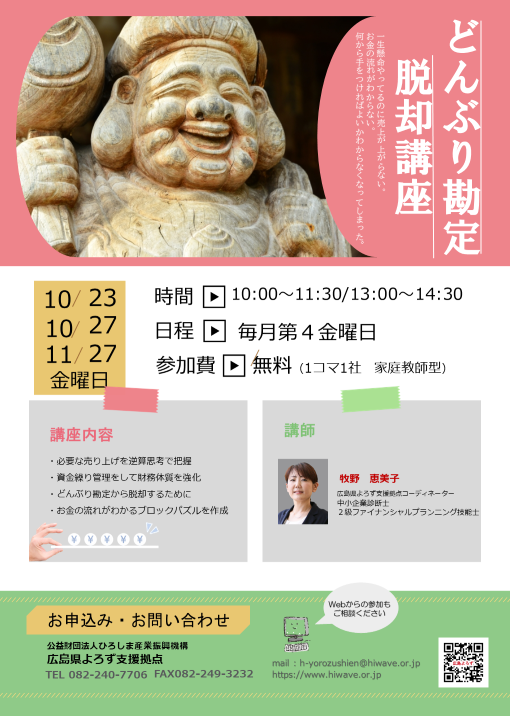 どんぶり勘定
脱却講座
一生懸命やってるのに売上が上がらない。
お金の流れがわからない。
何から手をつければよいかわからなくなってしまった。
10/ 23
10/ 27
11/ 27
金曜日
時間 ▶ 10:00～11:30/13:00～14:30
日程 ▶ 毎月第４金曜日
参加費 ▶ 無料 (1コマ1社 家庭教師型)
講座内容
・必要な売り上げを逆算思考で把握
・資金繰り管理をして財務体質を強化
・どんぶり勘定から脱却するために
・お金の流れがわかるブロックパズルを作成
¥ ¥ ¥ ¥ ¥
講師
牧野 恵美子
広島県よろず支援拠点コーディネーター
中小企業診断士
２級ファイナンシャルプランニング技能士
お申込み・お問い合わせ
公益財団法人ひろしま産業振興機構
広島県よろず支援拠点
TEL 082-240-7706 FAX082-249-3232
Webからの参加も
ご相談ください
mail : h-yorozushien@hiwave.or.jp
https://www.hiwave.or.jp
広島よろず